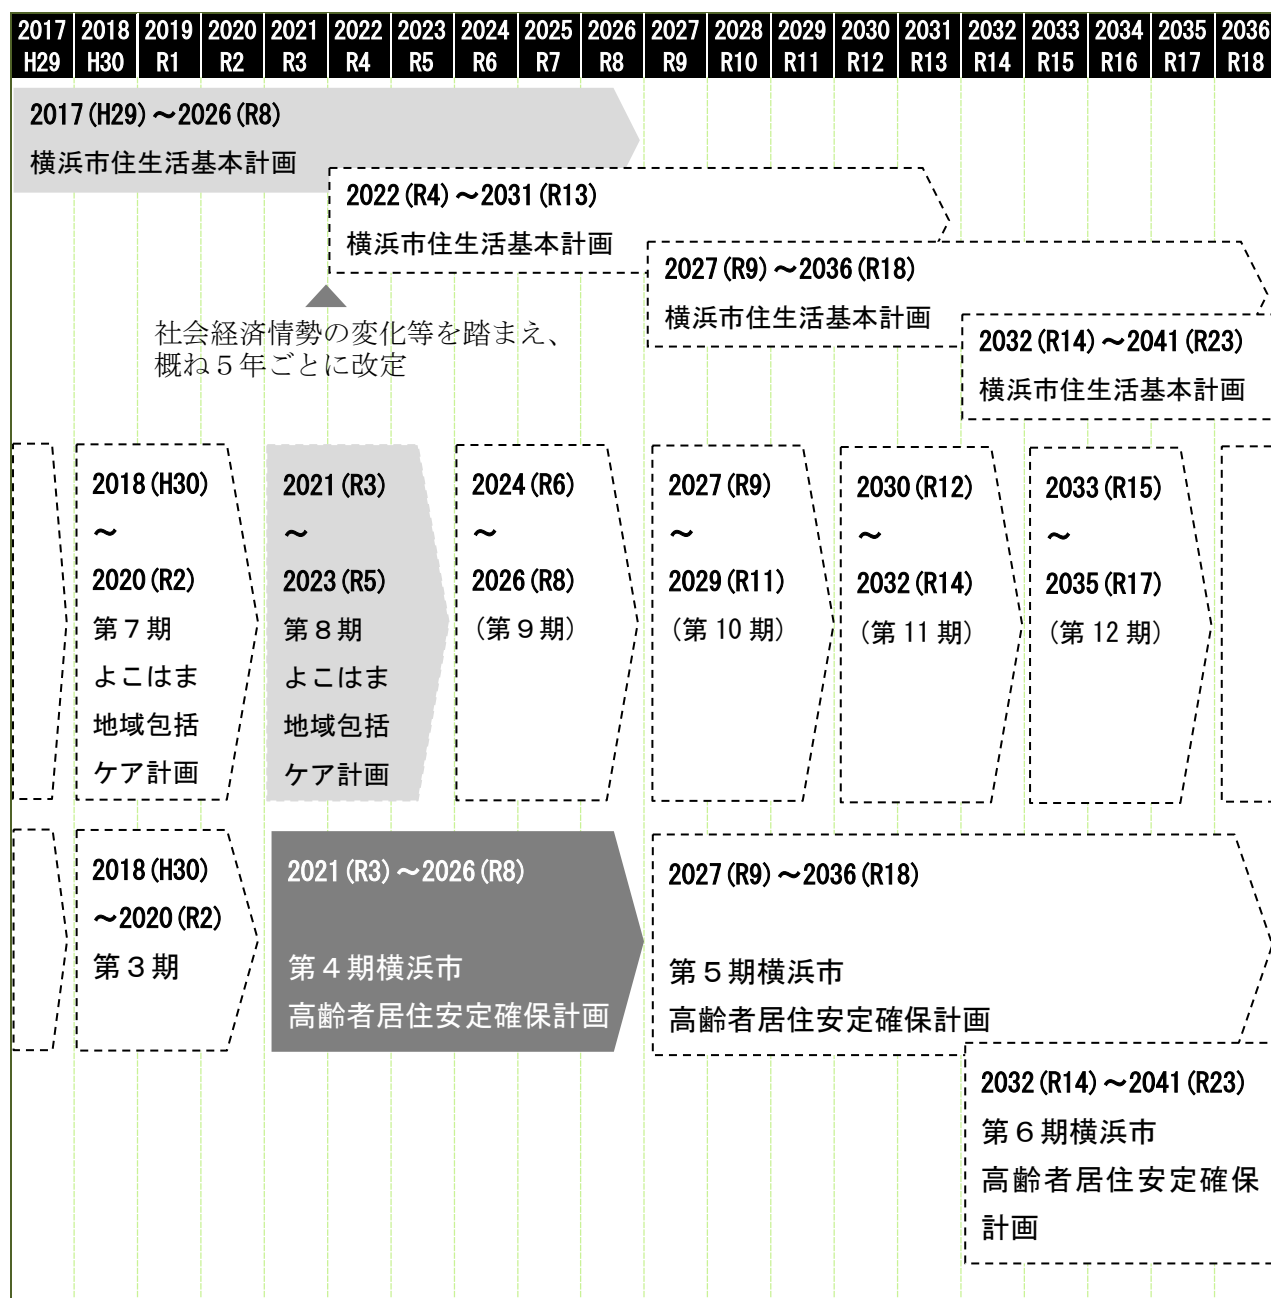 2017 2018 2019 2020 2021 2022 2023 2024 2025 2026 2027 2028 2029 2030 2031 2032 2033 2034 2035 2036
H29 H30 R1 R2 R3 R4 R5 R6 R7 R8 R9 R10 R11 R12 R13 R14 R15 R16 R17 R18
2017(H29)～2026(R8)
横浜市住生活基本計画
2022(R4)～2031(R13)
横浜市住生活基本計画
2027(R9)～2036(R18)
横浜市住生活基本計画
2032(R14)～2041(R23)
横浜市住生活基本計画
社会経済情勢の変化等を踏まえ、
概ね５年ごとに改定
2018(H30)
～
2020(R2)
第７期
よこはま
地域包括
ケア計画
2021(R3)
～
2023(R5)
第８期
よこはま
地域包括
ケア計画
2024(R6)
～
2026(R8)
（第９期）
2027(R9)
～
2029(R11)
（第 10 期）
2030(R12)
～
2032(R14)
（第 11 期）
2033(R15)
～
2035(R17)
（第 12 期）
2018(H30)
～2020(R2)
第３期
2021(R3)～2026(R8)
第４期横浜市
高齢者居住安定確保計画
2027(R9)～2036(R18)
第５期横浜市
高齢者居住安定確保計画
2032(R14)～2041(R23)
第６期横浜市
高齢者居住安定確保
計画